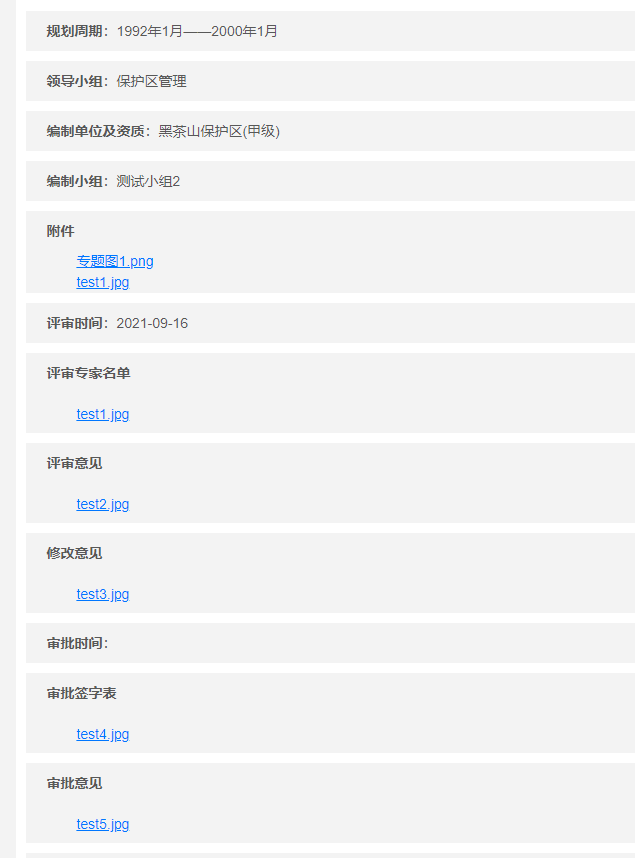 规划周期：1992年1月——2000年1月
领导小组：保护区管理
编制单位及资质：黑茶山保护区(甲级)
编制小组：测试小组2
附件
专题图1.png
test1.jpg
评审时间：2021-09-16
评审专家名单
test1.jpg
评审意见
test2.jpg
修改意见
test3.jpg
审批时间：
审批签字表
test4.jpg
审批意见
test5.jpg